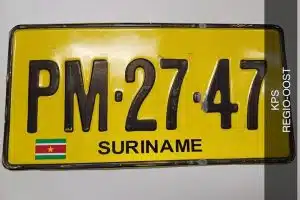 PM·27·47
SURINAME
KPS
REGIO-OOST